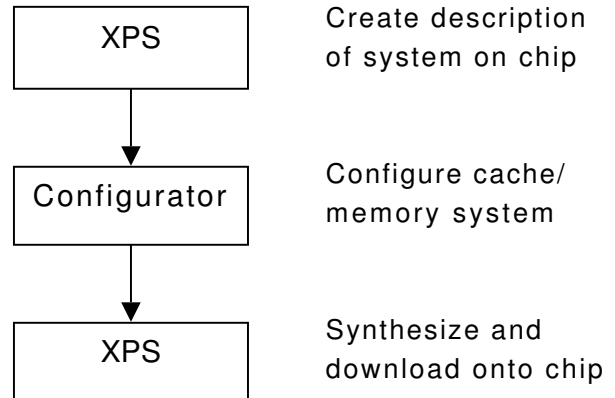 XPS
Create description
of system on chip
Configurator
Configure cache/
memory system
XPS
Synthesize and
download onto chip